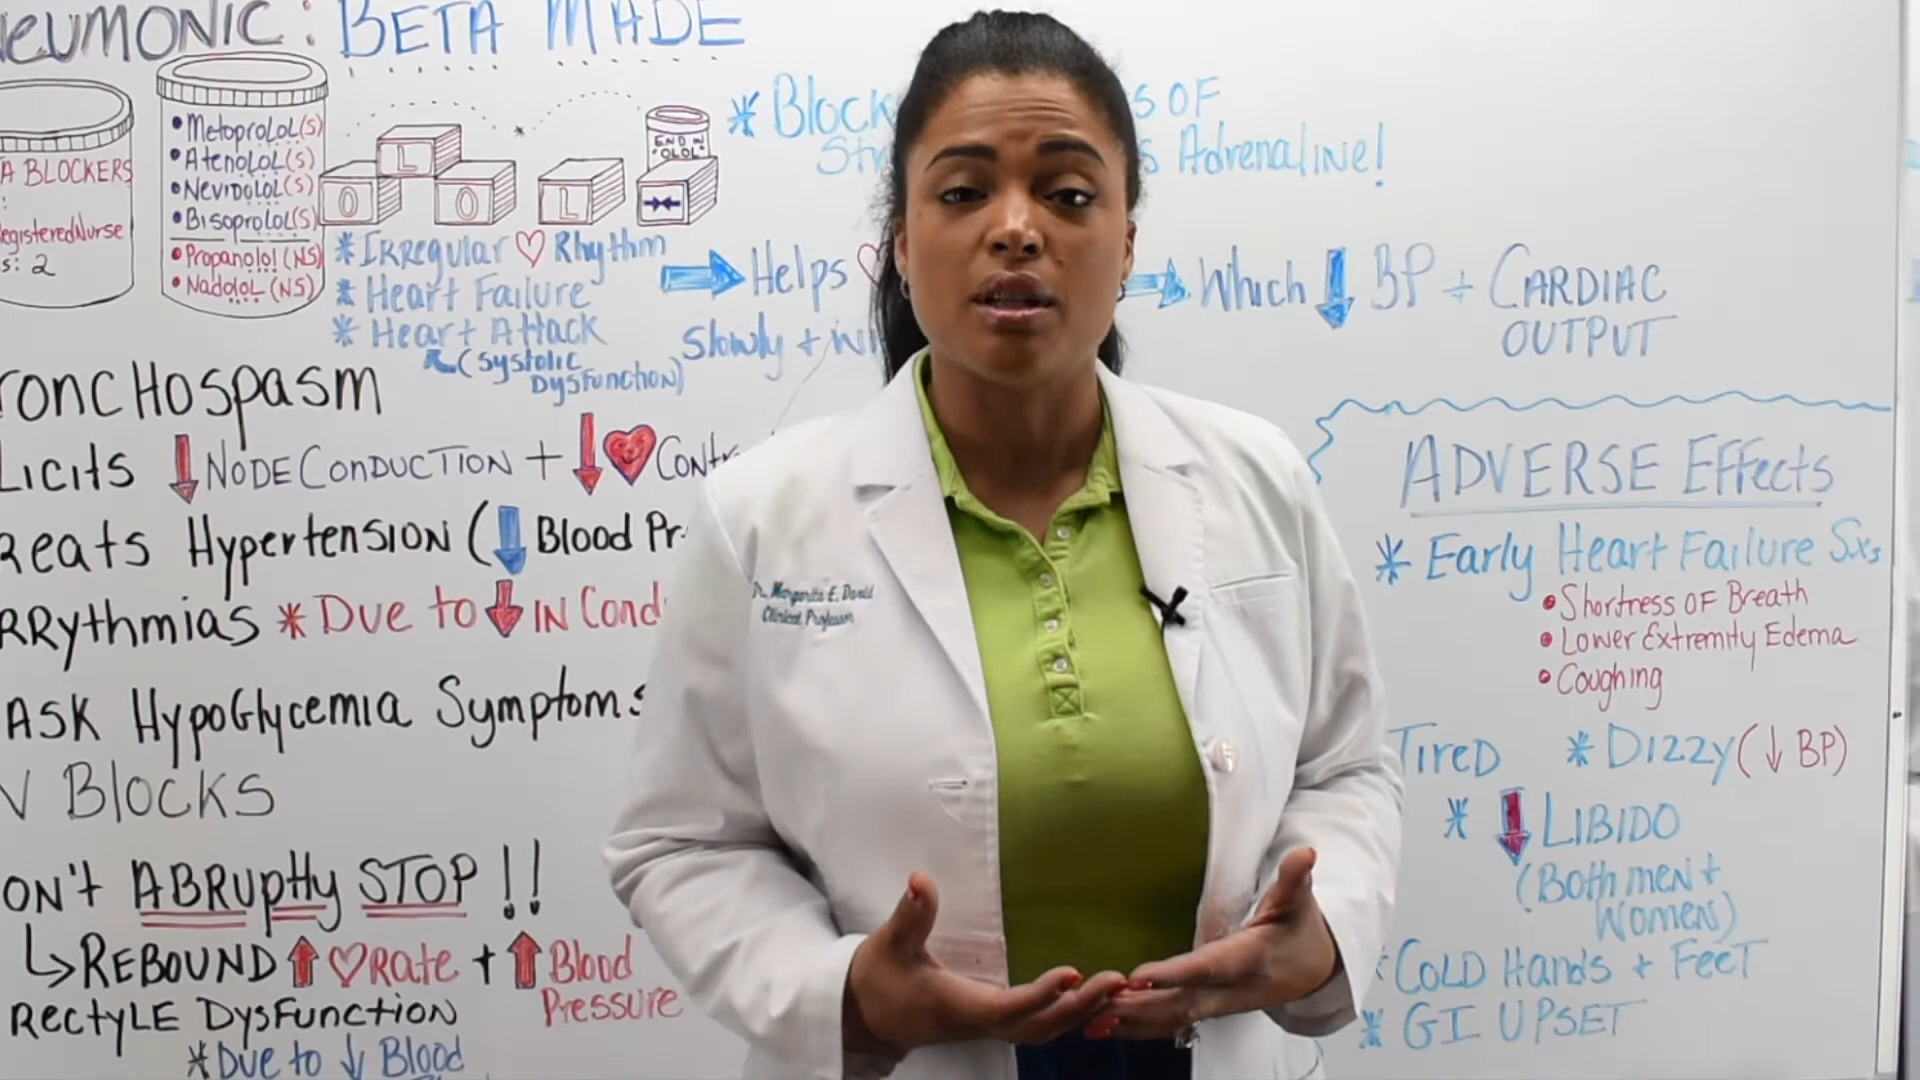 NEUMONIC: BETA MADE
A BLOCKERS
:
RegisteredNurse
s: 2
• MetoproLoL(S)
• AtenoLoL(S)
• NeviDoLoL(S)
• BisoproLoL(S)
• Propanolol (NS)
• NadoloL (NS)
O L O L
END IN "OLOL"
* Block s OF
s Adrenaline!
* Irregular ♡ Rhythm
* Heart Failure
* Heart Attack
(Systolic
Dysfunction)
→ Helps ♡ → Which ↓ BP + CARDIAC
OUTPUT
Slowly +
roncHospasm
Licits ↓ NODE CONDUCTION + ↓ ♥
reats Hypertension (↓ Blood Pr
RRythmias * Due to ↓ IN Cond
ASK HypoGlycemia Symptoms
V BLOCKS
ON't ABRuptly STOP !!
↳ REBOUND ↑ ♡ Rate + ↑ Blood
Pressure
RectyLE DysFunction
* Due to ↓ Blood
Dr. Margarita E. David
Clinical Professor
ADVERSE Effects
* Early Heart Failure Sxs
• Shortness OF Breath
• Lower Extremity Edema
• Coughing
TireD * Dizzy (↓ BP)
* ↓ LIBIDO
(Both men +
Women)
* COLD Hands + FeeT
* GI UPSET